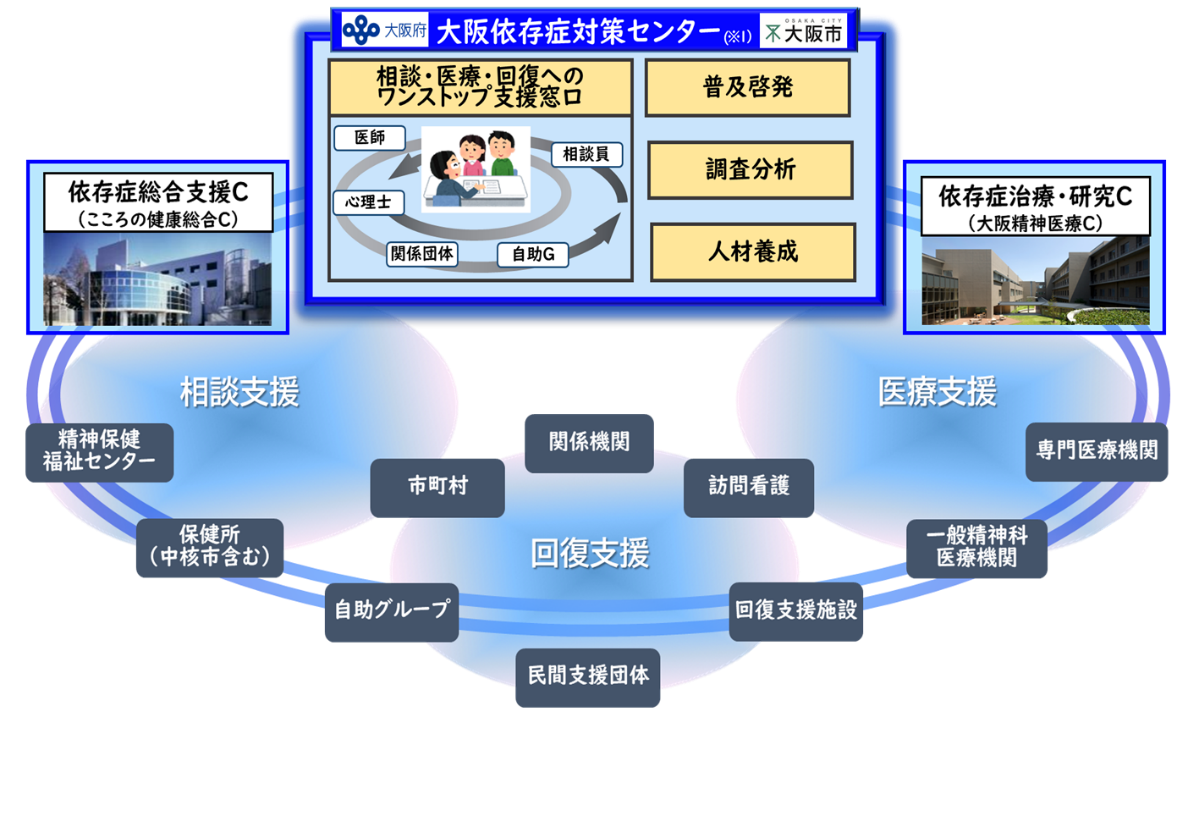 大阪府
大阪依存症対策センター(※1)
OSAKA CITY
大阪市
相談・医療・回復への
ワンストップ支援窓口
医師
相談員
心理士
関係団体
自助G
普及啓発
調査分析
人材養成
依存症総合支援C
(こころの健康総合C)
依存症治療・研究C
(大阪精神医療C)
相談支援
医療支援
回復支援
精神保健
福祉センター
保健所
(中核市含む)
市町村
関係機関
訪問看護
専門医療機関
一般精神科
医療機関
自助グループ
回復支援施設
民間支援団体